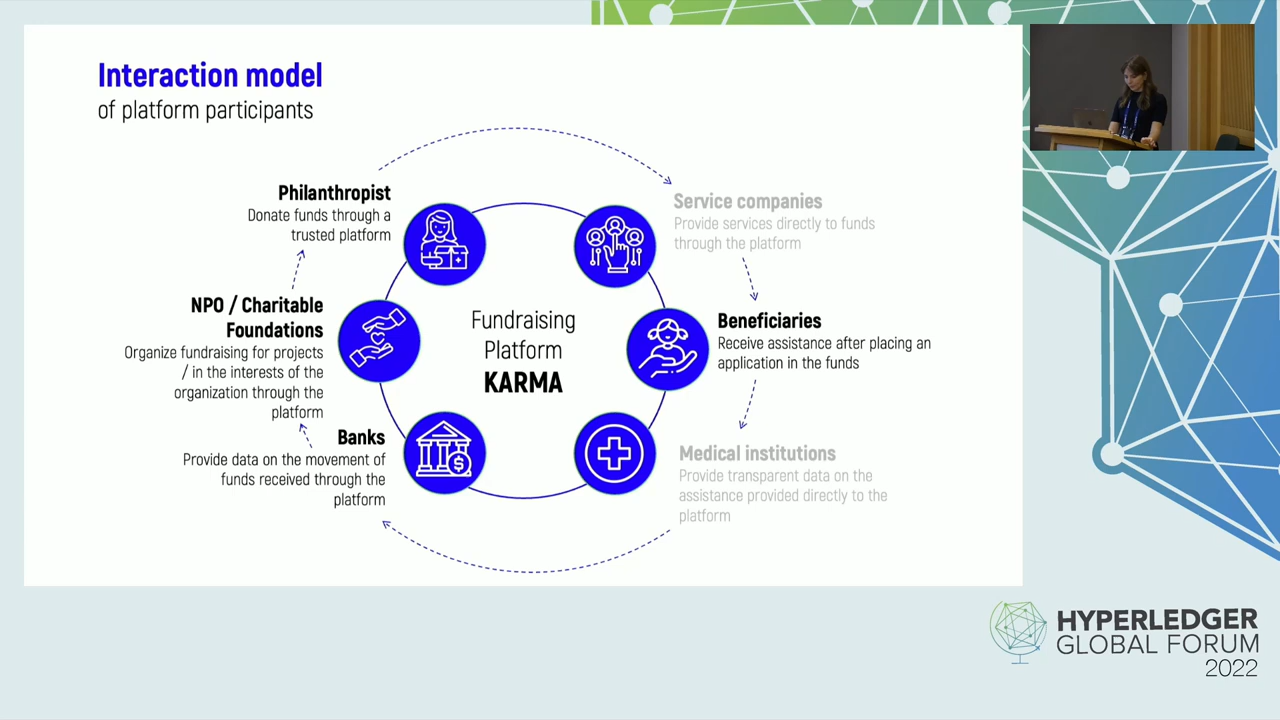 Interaction model
of platform participants
Philanthropist
Donate funds through a
trusted platform
Service companies
Provide services directly to funds
through the platform
NPO / Charitable
Foundations
Organize fundraising for projects
/ in the interests of the
organization through the
platform
Fundraising
Platform
KARMA
Beneficiaries
Receive assistance after placing an
application in the funds
Banks
Provide data on the movement of
funds received through the
platform
Medical institutions
Provide transparent data on the
assistance provided directly to the
platform
HYPERLEDGER
GLOBAL FORUM
2022